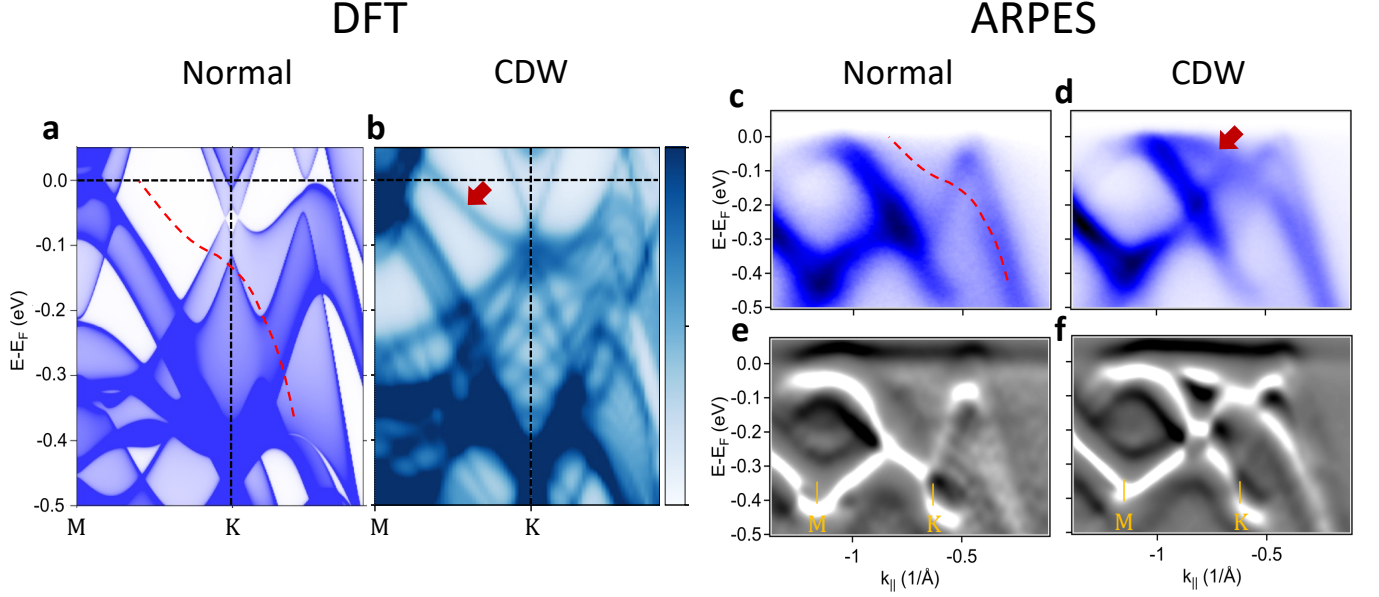 DFT
ARPES
Normal
CDW
Normal
CDW
a
b
c
d
0.0
-0.1
-0.2
-0.3
-0.4
-0.5
E-E_F (eV)
M
K
M
K
0.0
-0.1
-0.2
-0.3
-0.4
-0.5
E-E_F (eV)
e
f
0.0
-0.1
-0.2
-0.3
-0.4
-0.5
E-E_F (eV)
M
K
M
K
-1
-0.5
-1
-0.5
k_|| (1/Å)
k_|| (1/Å)